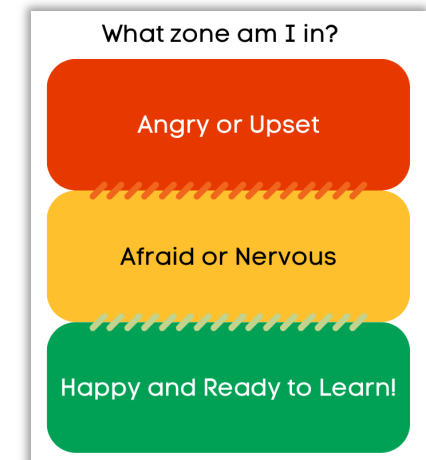 What zone am I in?
Angry or Upset
Afraid or Nervous
Happy and Ready to Learn!